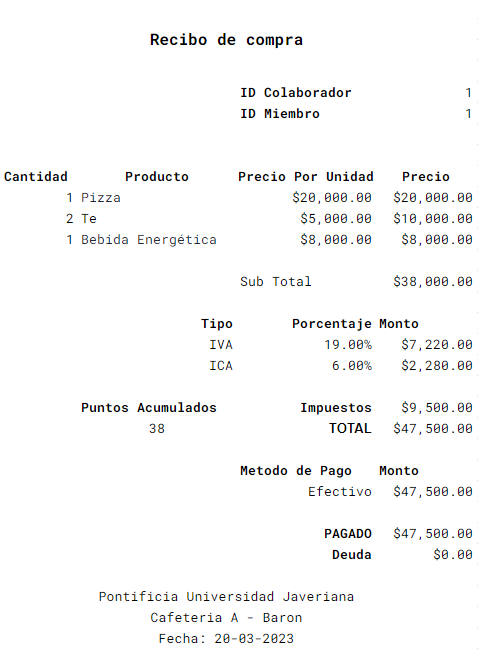 Recibo de compra
ID Colaborador 1
ID Miembro 1
Cantidad Producto Precio Por Unidad Precio
1 Pizza $20,000.00 $20,000.00
2 Te $5,000.00 $10,000.00
1 Bebida Energética $8,000.00 $8,000.00
Sub Total $38,000.00
Tipo Porcentaje Monto
IVA 19.00% $7,220.00
ICA 6.00% $2,280.00
Puntos Acumulados Impuestos $9,500.00
38 TOTAL $47,500.00
Metodo de Pago Monto
Efectivo $47,500.00
PAGADO $47,500.00
Deuda $0.00
Pontificia Universidad Javeriana
Cafeteria A - Baron
Fecha: 20-03-2023